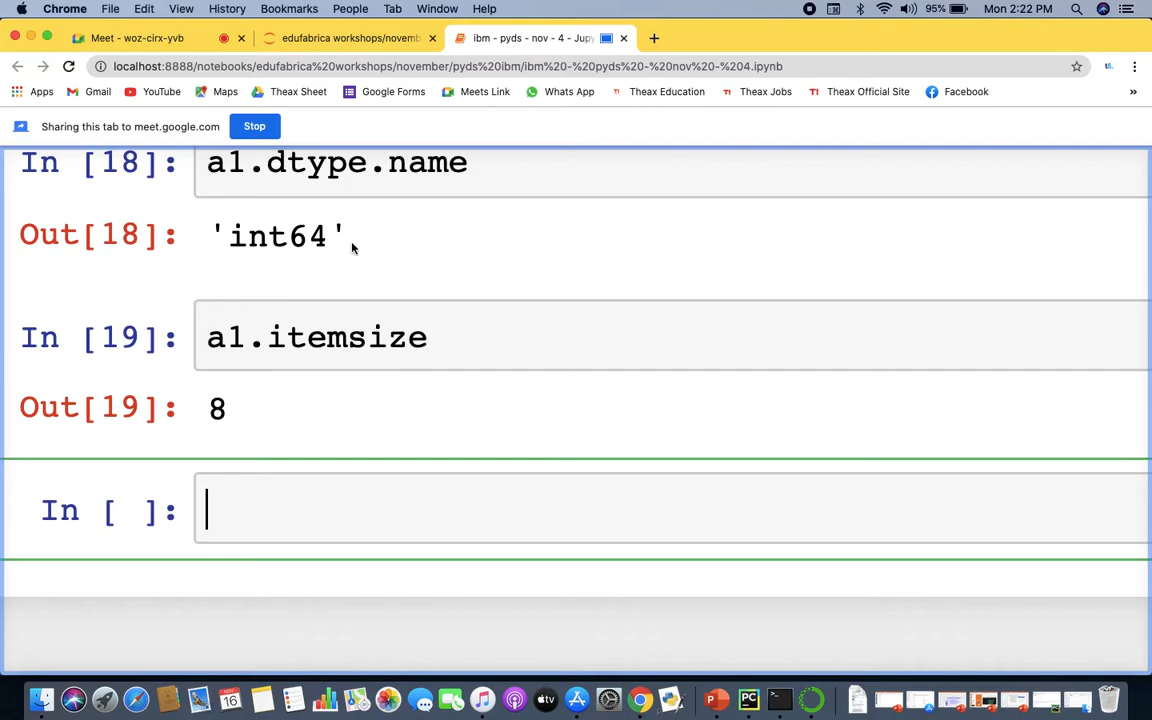 Chrome File Edit View History Bookmarks People Tab Window Help 95% Mon 2:22 PM
Meet - woz-cirx-yvb edufabrica workshops/novemb ibm - pyds - nov - 4 - Jupy
localhost:8888/notebooks/edufabrica%20workshops/november/pyds%20ibm/ibm%20-%20pyds%20-%20nov%20-%204.ipynb
Apps Gmail YouTube Maps Theax Sheet Google Forms Meets Link Whats App Theax Education Theax Jobs Theax Official Site Facebook »
Sharing this tab to meet.google.com Stop
In [18]: a1.dtype.name
Out[18]: 'int64'
In [19]: a1.itemsize
Out[19]: 8
In [ ]: